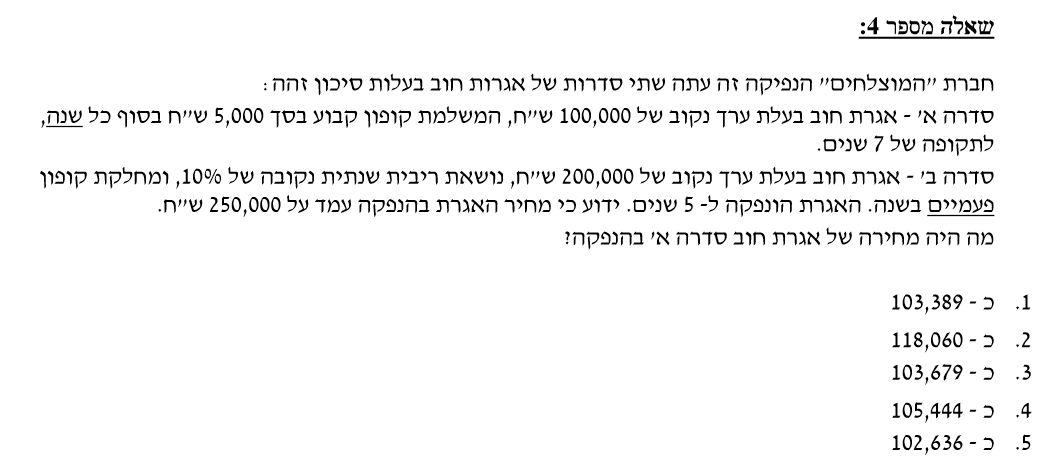 שאלה מספר 4:
חברת "המוצלחים" הנפיקה זה עתה שתי סדרות של אגרות חוב בעלות סיכון זהה:
סדרה א' - אגרת חוב בעלת ערך נקוב של 100,000 ש"ח, המשלמת קופון קבוע בסך 5,000 ש"ח בסוף כל שנה,
לתקופה של 7 שנים.
סדרה ב' - אגרת חוב בעלת ערך נקוב של 200,000 ש"ח, נושאת ריבית שנתית נקובה של 10%, ומחלקת קופון
פעמיים בשנה. האגרת הונפקה ל- 5 שנים. ידוע כי מחיר האגרת בהנפקה עמד על 250,000 ש"ח.
מה היה מחירה של אגרת חוב סדרה א' בהנפקה?
1. כ - 103,389
2. כ - 118,060
3. כ - 103,679
4. כ - 105,444
5. כ - 102,636